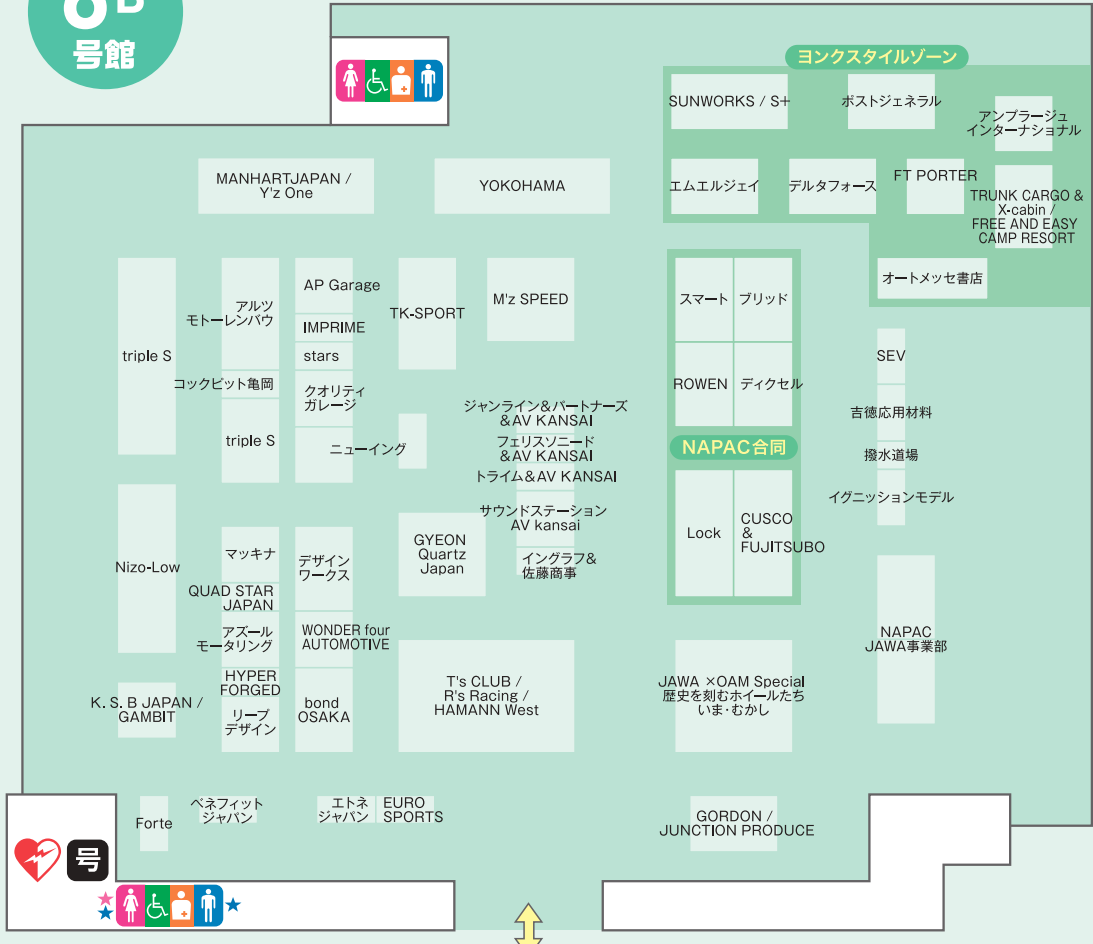 6B
号館
ヨンクスタイルゾーン
SUNWORKS / S+
ポストジェネラル
アンプラージュ
インターナショナル
MANHARTJAPAN /
Y'z One
YOKOHAMA
エムエルジェイ
デルタフォース
FT PORTER
TRUNK CARGO &
X-cabin /
FREE AND EASY
CAMP RESORT
オートメッセ書店
triple S
アルツ
モトーレンバウ
コックピット亀岡
triple S
AP Garage
IMPRIME
stars
クオリティ
ガレージ
ニューイング
TK-SPORT
M'z SPEED
スマート
ブリッド
ROWEN
ディクセル
NAPAC合同
Lock
CUSCO
&
FUJITSUBO
SEV
吉徳応用材料
撥水道場
イグニッションモデル
ジャンライン&パートナーズ
&AV KANSAI
フェリスソニード
&AV KANSAI
トライム&AV KANSAI
サウンドステーション
AV kansai
イングラフ&
佐藤商事
GYEON
Quartz
Japan
Nizo-Low
マッキナ
QUAD STAR
JAPAN
アズール
モータリング
HYPER
FORGED
リーブ
デザイン
デザイン
ワークス
WONDER four
AUTOMOTIVE
bond
OSAKA
K.S.B JAPAN /
GAMBIT
T's CLUB /
R's Racing /
HAMANN West
JAWA ×OAM Special
歴史を刻むホイールたち
いま・むかし
NAPAC
JAWA事業部
Forte
ベネフィット
ジャパン
エトネ
ジャパン
EURO
SPORTS
GORDON /
JUNCTION PRODUCE
号